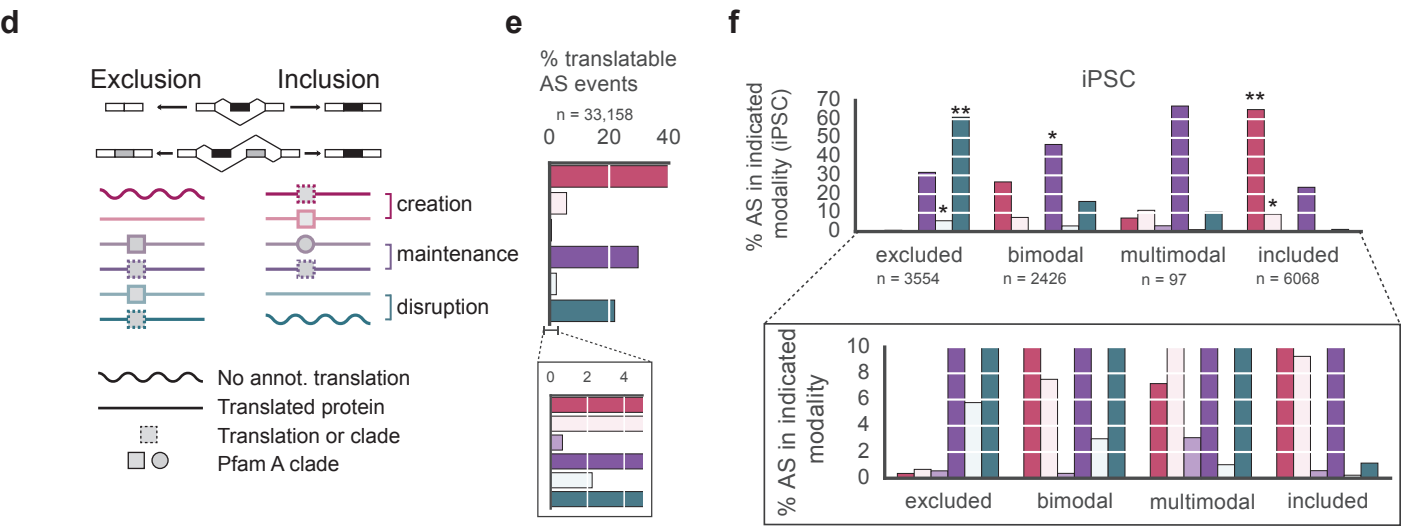 d
Exclusion
Inclusion
creation
maintenance
disruption
No annot. translation
Translated protein
Translation or clade
Pfam A clade
e
% translatable
AS events
n = 33,158
0 20 40
0 2 4
f
iPSC
% AS in indicated
modality (iPSC)
70
60
50
40
30
20
10
0
** * * ** *
excluded bimodal multimodal included
n = 3554 n = 2426 n = 97 n = 6068
% AS in indicated
modality
10
8
6
4
2
0
excluded bimodal multimodal included